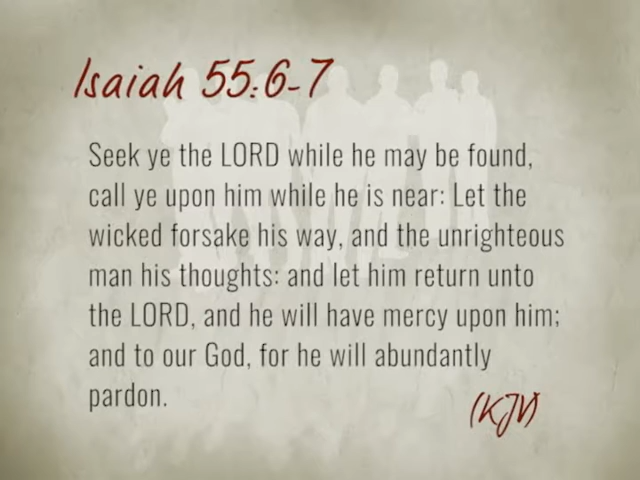 Isaiah 55:6-7
Seek ye the LORD while he may be found,
call ye upon him while he is near: Let the
wicked forsake his way, and the unrighteous
man his thoughts: and let him return unto
the LORD, and he will have mercy upon him;
and to our God, for he will abundantly
pardon.
(KJV)